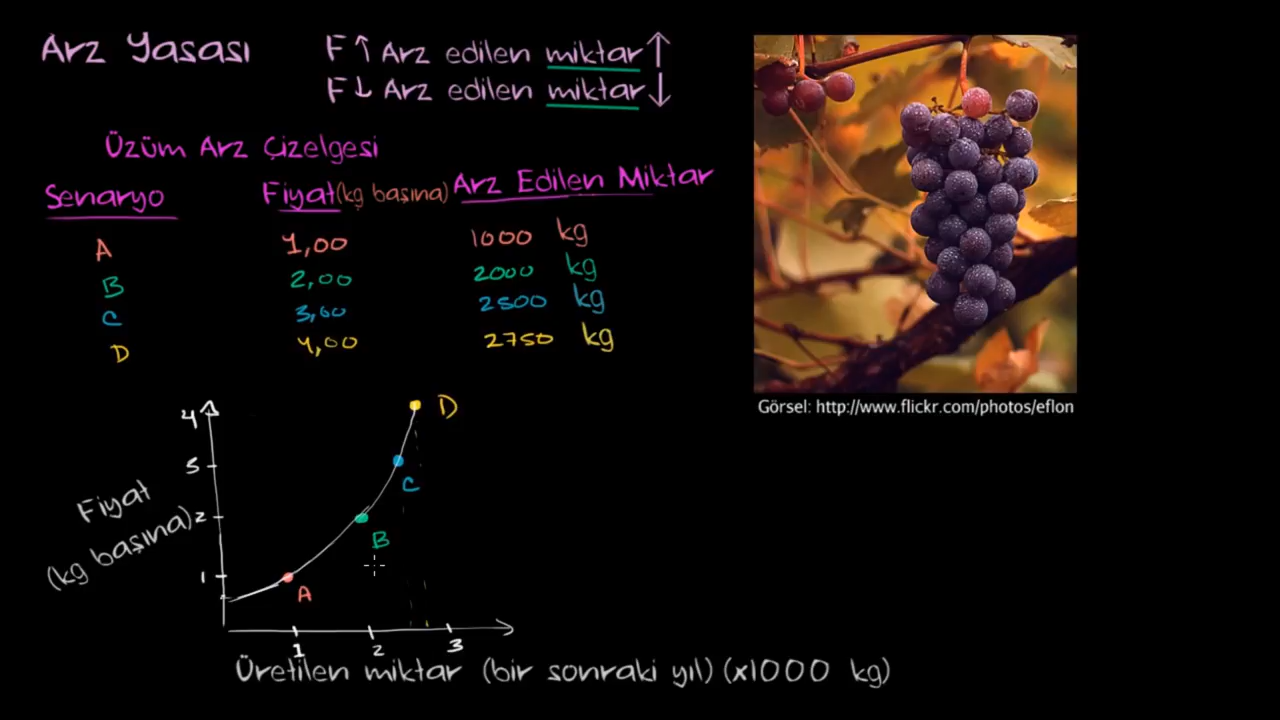 Arz Yasası
F↑ Arz edilen miktar ↑
F↓ Arz edilen miktar ↓
Üzüm Arz Çizelgesi
Senaryo Fiyat (kg başına) Arz Edilen Miktar
A 1,00 1000 kg
B 2,00 2000 kg
C 3,00 2500 kg
D 4,00 2750 kg
Görsel: http://www.flickr.com/photos/eflon
4
D
3
C
Fiyat
(kg başına)
2
B
1
A
1 2 3
Üretilen miktar (bir sonraki yıl) (x1000 kg)